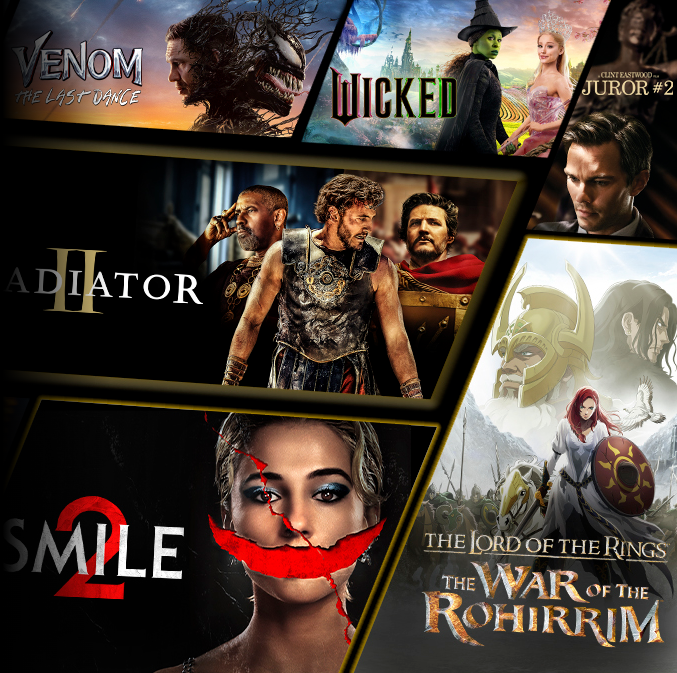 VENOM
THE LAST DANCE
WICKED
A CLINT EASTWOOD FILM
JUROR #2
ADIATOR
II
SMILE
2
THE LORD OF THE RINGS
THE WAR OF THE
ROHIRRIM